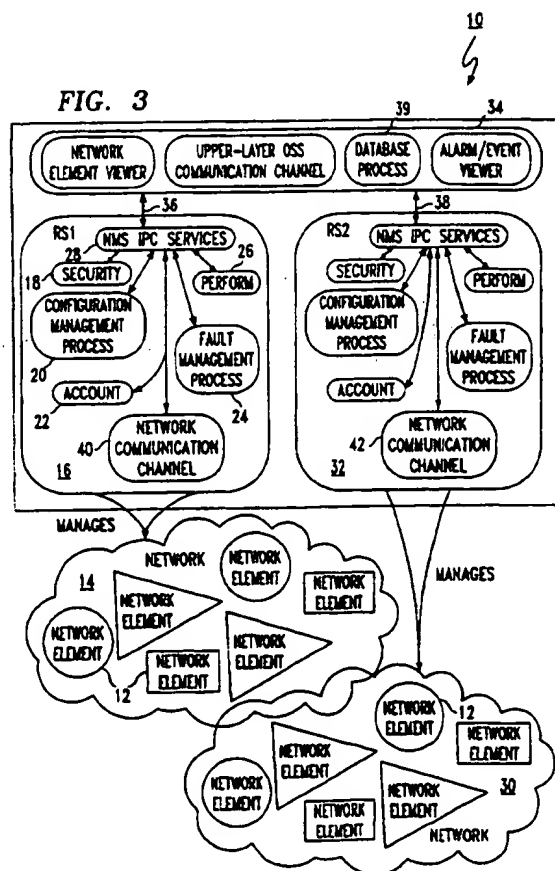 10
FIG. 3
39
34
NETWORK
ELEMENT VIEWER
UPPER-LAYER OSS
COMMUNICATION CHANNEL
DATABASE
PROCESS
ALARM/EVENT
VIEWER
36
38
RS1
NMS IPC SERVICES
28
26
SECURITY
18
PERFORM
CONFIGURATION
MANAGEMENT
PROCESS
20
FAULT
MANAGEMENT
PROCESS
ACCOUNT
22
24
40
NETWORK
COMMUNICATION
CHANNEL
16
RS2
NMS IPC SERVICES
SECURITY
PERFORM
CONFIGURATION
MANAGEMENT
PROCESS
FAULT
MANAGEMENT
PROCESS
ACCOUNT
42
NETWORK
COMMUNICATION
CHANNEL
32
MANAGES
MANAGES
NETWORK
14
NETWORK
ELEMENT
NETWORK
ELEMENT
NETWORK
ELEMENT
NETWORK
ELEMENT
NETWORK
ELEMENT
NETWORK
ELEMENT
12
NETWORK
ELEMENT
12
NETWORK
ELEMENT
NETWORK
ELEMENT
NETWORK
ELEMENT
NETWORK
ELEMENT
NETWORK
ELEMENT
30
NETWORK